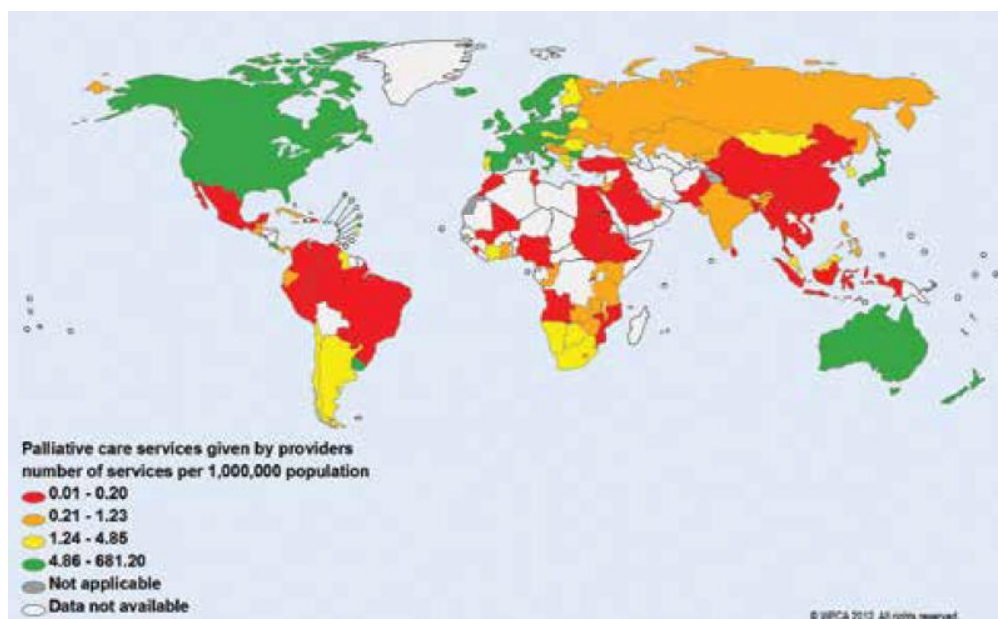 Palliative care services given by providers
number of services per 1,000,000 population
0.01 - 0.20
0.21 - 1.23
1.24 - 4.85
4.86 - 681.20
Not applicable
Data not available
© WPCA 2012. All rights reserved.